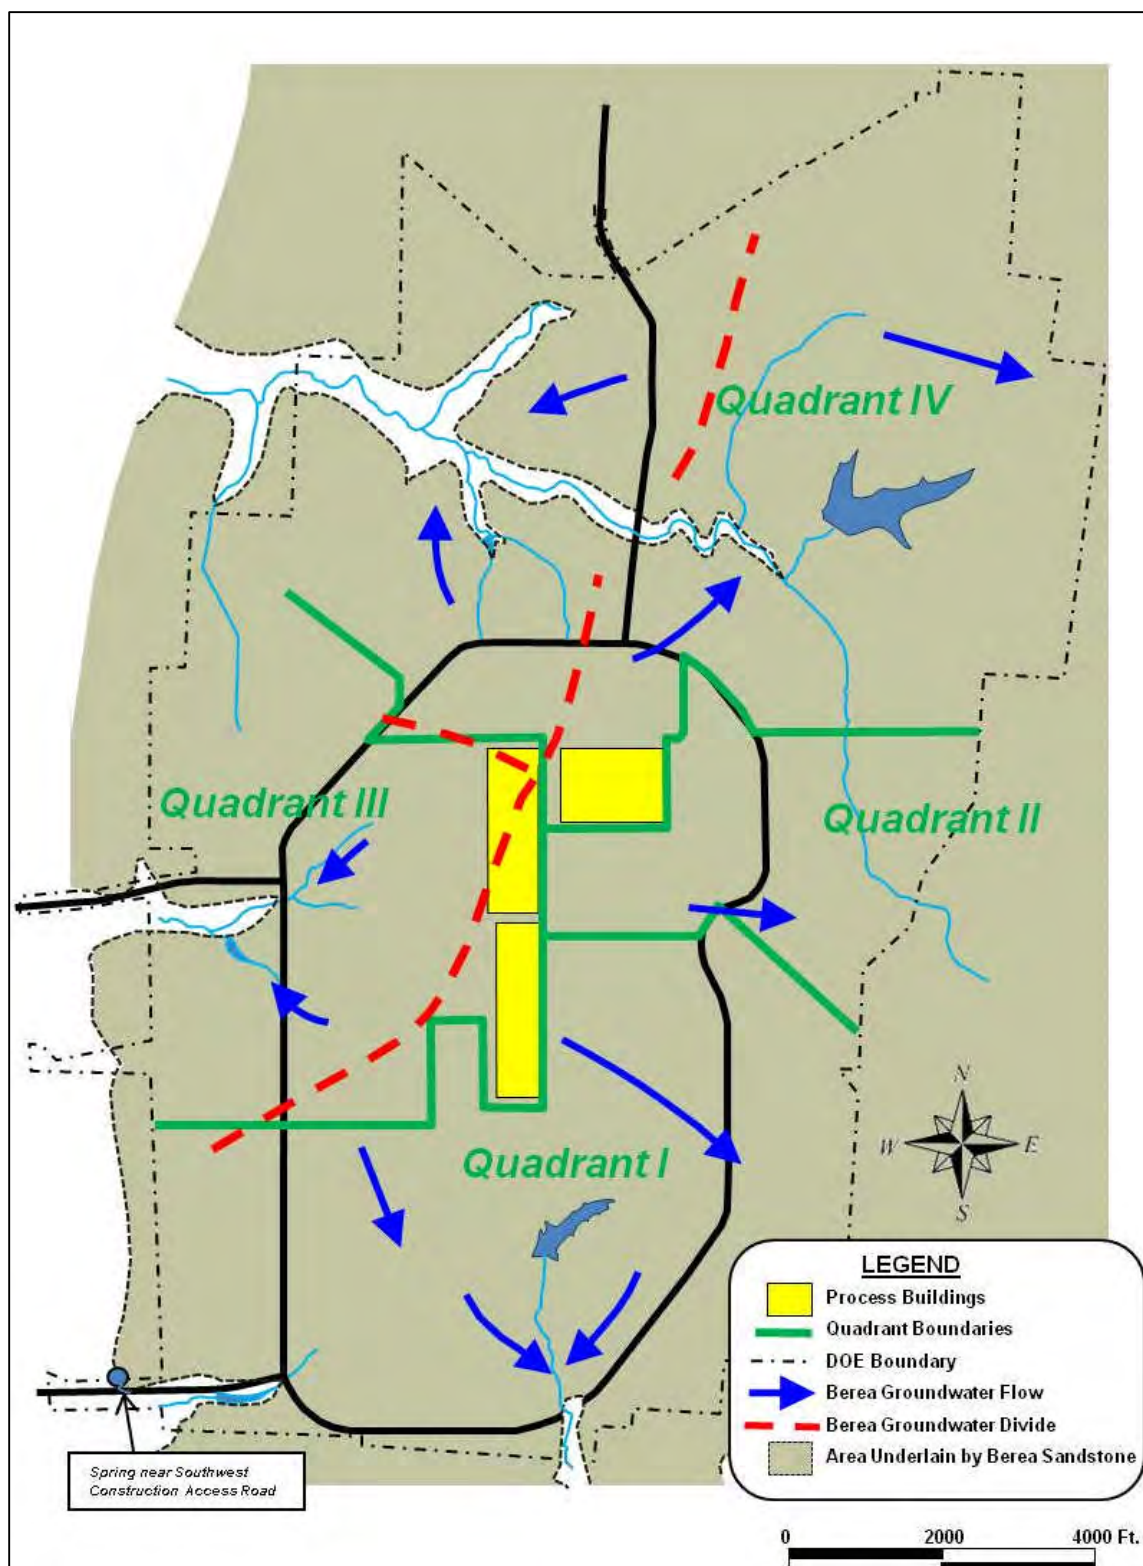 Quadrant IV
Quadrant III
Quadrant II
Quadrant I
N
W
E
S
LEGEND
Process Buildings
Quadrant Boundaries
DOE Boundary
Berea Groundwater Flow
Berea Groundwater Divide
Area Underlain by Berea Sandstone
Spring near Southwest
Construction Access Road
0 2000 4000 Ft.